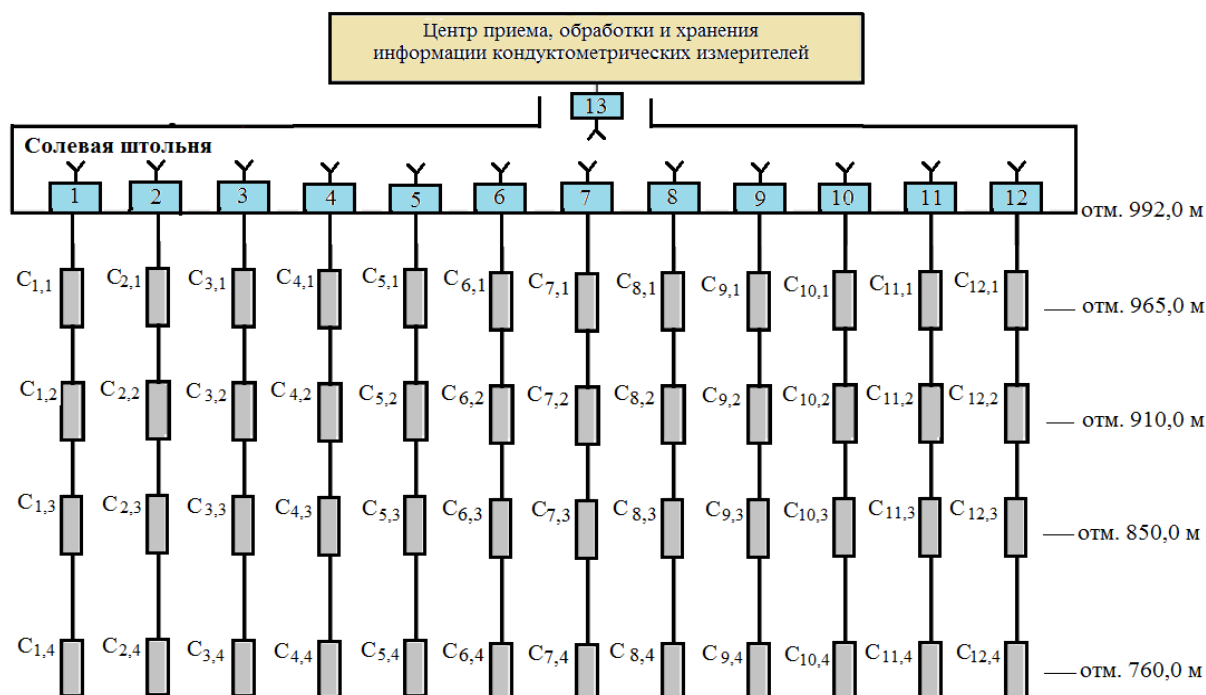 Центр приема, обработки и хранения
информации кондуктометрических измерителей
13
Солевая штольня
1 2 3 4 5 6 7 8 9 10 11 12
отм. 992,0 м
C1,1 C2,1 C3,1 C4,1 C5,1 C6,1 C7,1 C8,1 C9,1 C10,1 C11,1 C12,1
отм. 965,0 м
C1,2 C2,2 C3,2 C4,2 C5,2 C6,2 C7,2 C8,2 C9,2 C10,2 C11,2 C12,2
отм. 910,0 м
C1,3 C2,3 C3,3 C4,3 C5,3 C6,3 C7,3 C8,3 C9,3 C10,3 C11,3 C12,3
отм. 850,0 м
C1,4 C2,4 C3,4 C4,4 C5,4 C6,4 C7,4 C8,4 C9,4 C10,4 C11,4 C12,4
отм. 760,0 м